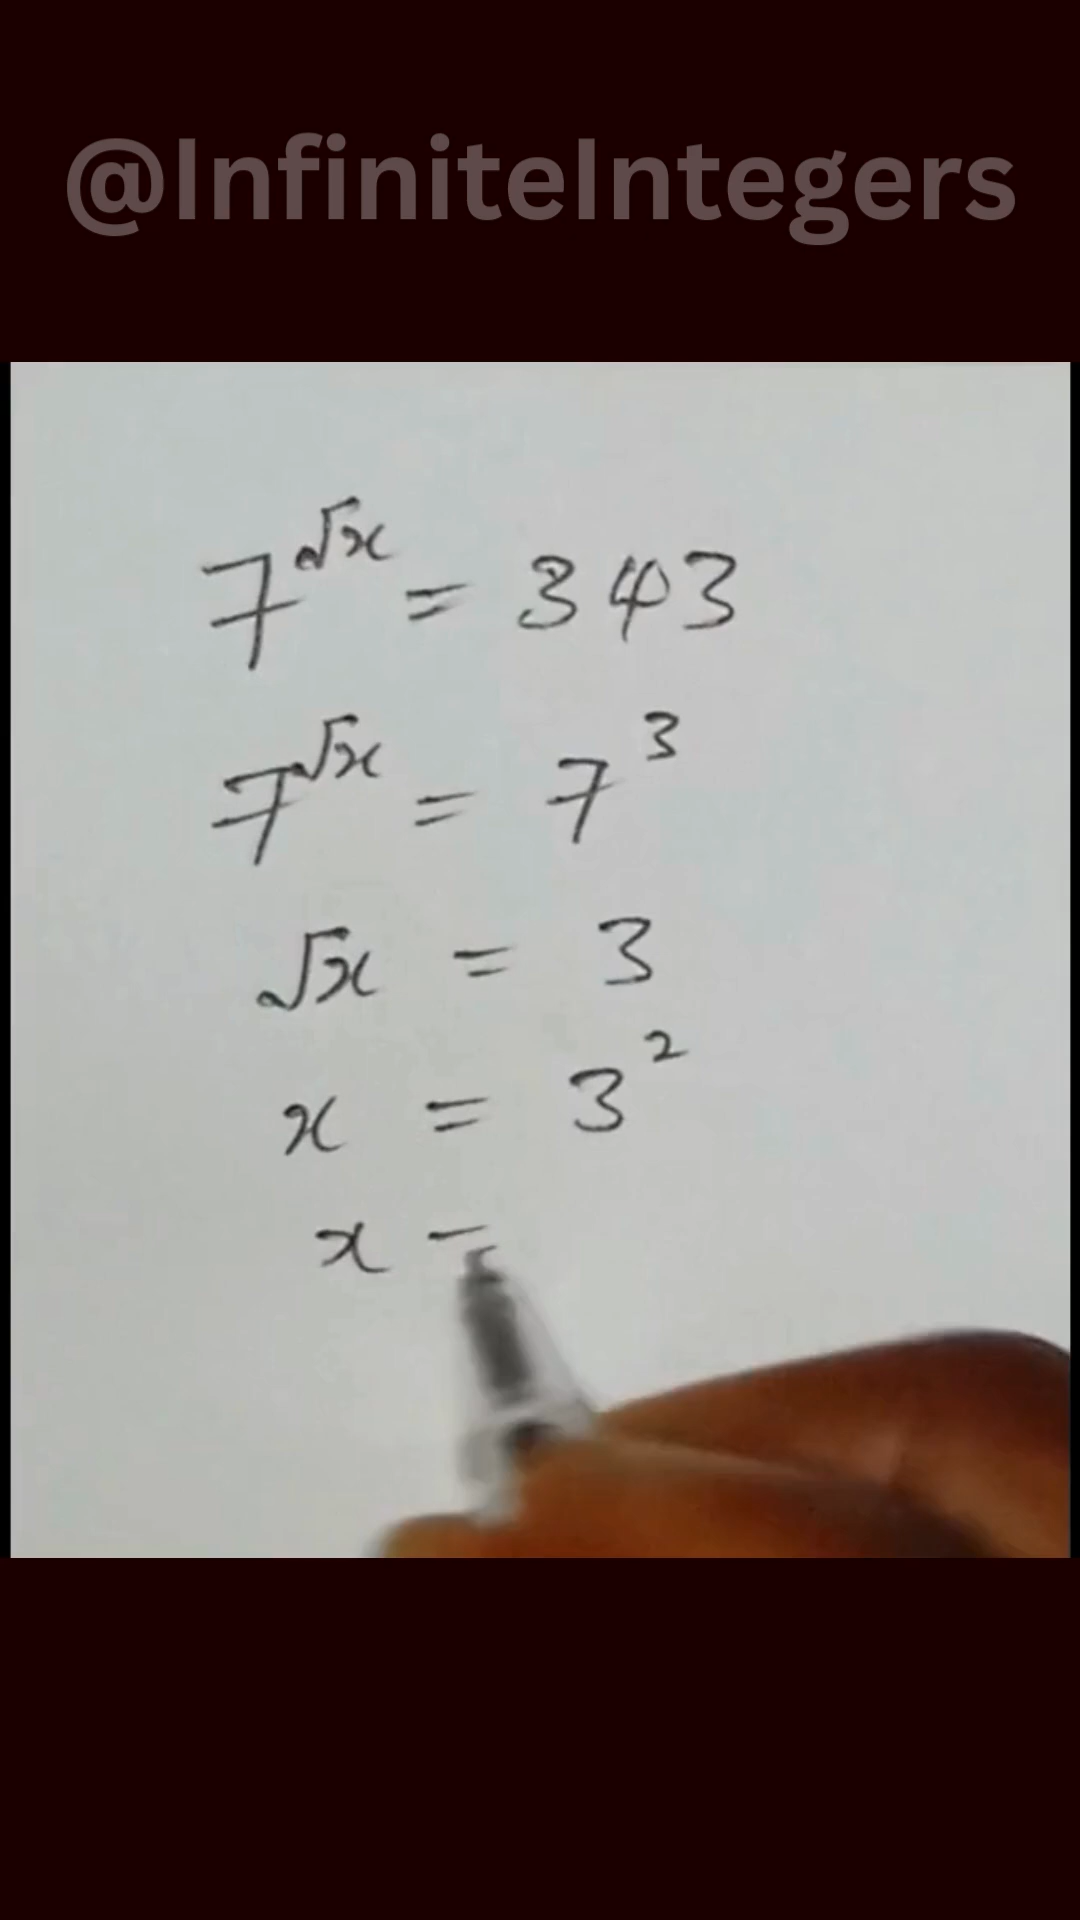 @InfiniteIntegers
7^√x = 343
7^√x = 7^3
√x = 3
x = 3^2
x =